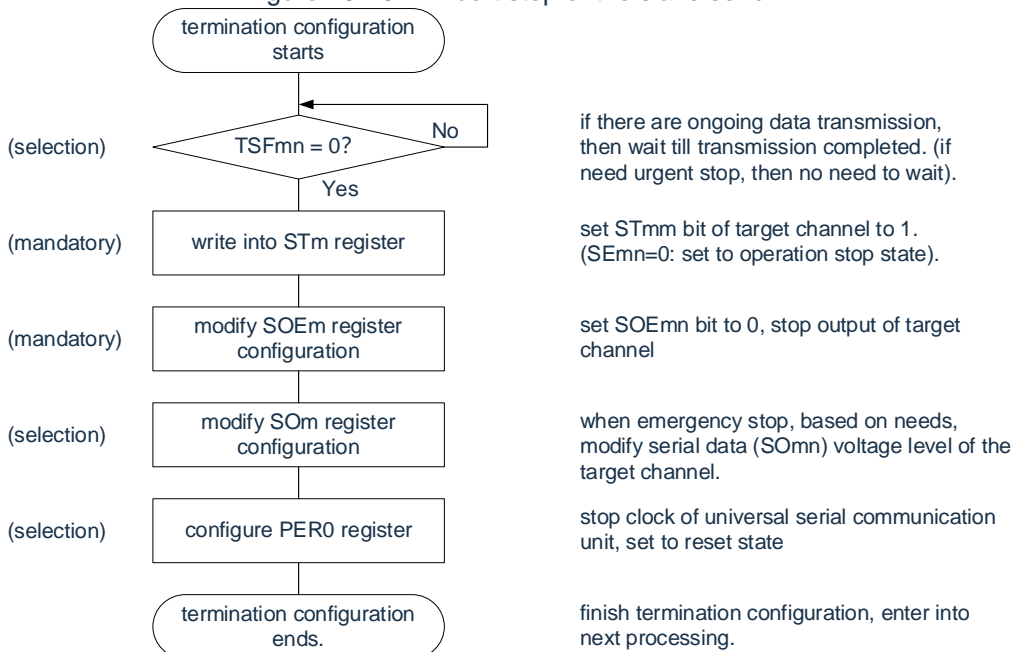 termination configuration
starts
(selection)
TSFmn = 0?
No
Yes
if there are ongoing data transmission,
then wait till transmission completed. (if
need urgent stop, then no need to wait).
(mandatory)
write into STm register
set STmm bit of target channel to 1.
(SEmn=0: set to operation stop state).
(mandatory)
modify SOEm register
configuration
set SOEmn bit to 0, stop output of target
channel
(selection)
modify SOm register
configuration
when emergency stop, based on needs,
modify serial data (SOmn) voltage level of the
target channel.
(selection)
configure PER0 register
stop clock of universal serial communication
unit, set to reset state
termination configuration
ends.
finish termination configuration, enter into
next processing.